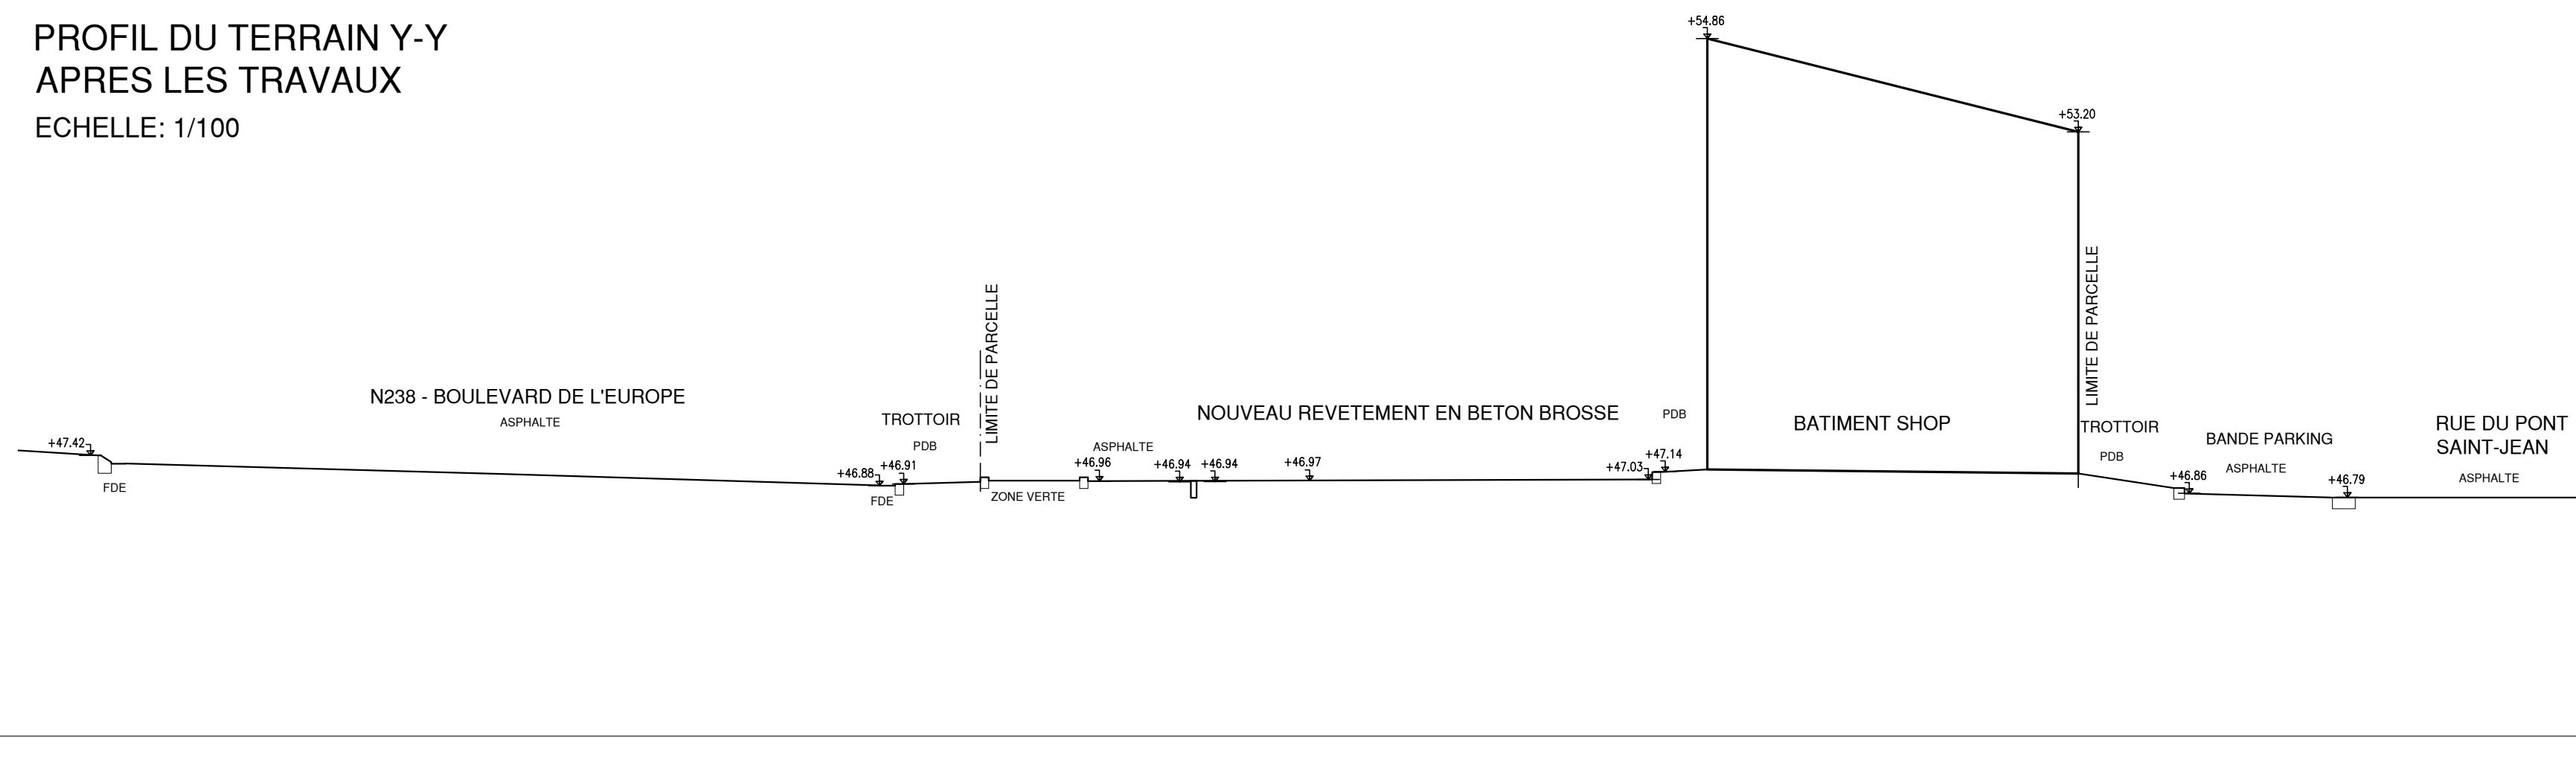 PROFIL DU TERRAIN Y-Y
APRES LES TRAVAUX
ECHELLE: 1/100
+54.86
+53.20
LIMITE DE PARCELLE
LIMITE DE PARCELLE
N238 - BOULEVARD DE L'EUROPE
ASPHALTE
TROTTOIR
PDB
NOUVEAU REVETEMENT EN BETON BROSSE
PDB
BATIMENT SHOP
TROTTOIR
PDB
BANDE PARKING
ASPHALTE
RUE DU PONT
SAINT-JEAN
ASPHALTE
ASPHALTE
+47.42
FDE
+46.88
+46.91
FDE
ZONE VERTE
+46.96
+46.94
+46.94
+46.97
+47.03
+47.14
+46.86
+46.79